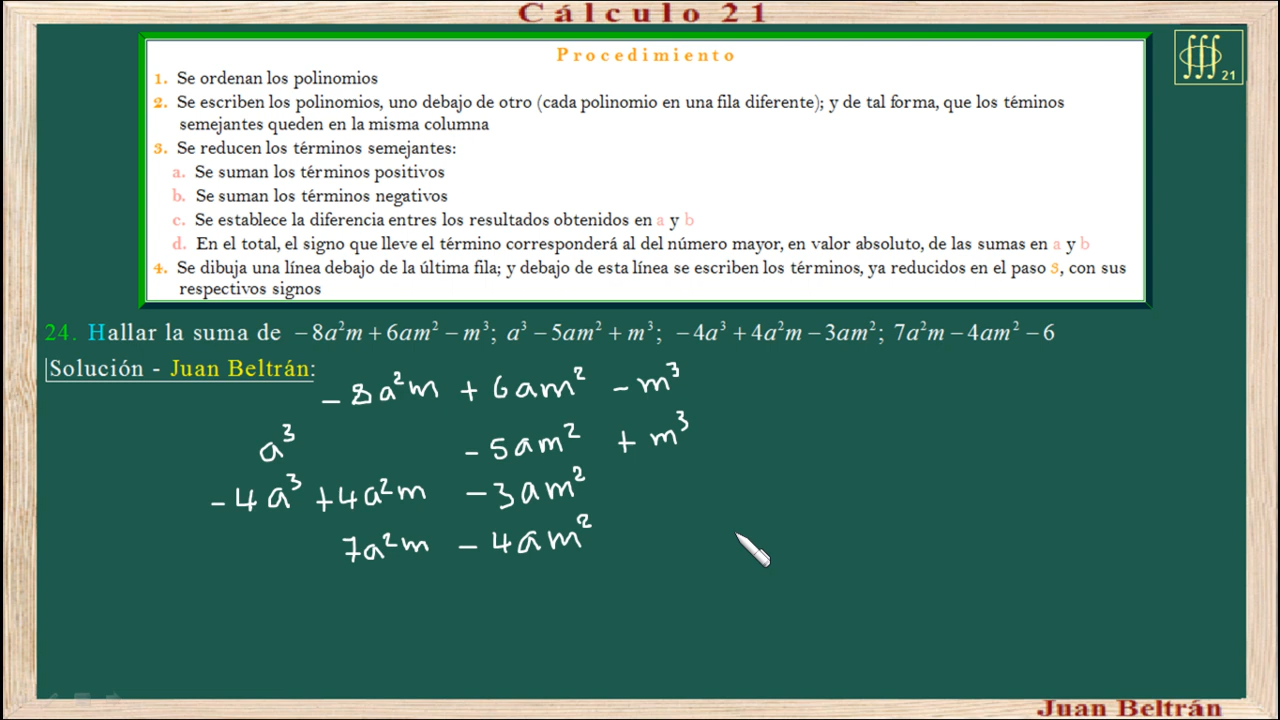 Cálculo 21
Procedimiento
1. Se ordenan los polinomios
2. Se escriben los polinomios, uno debajo de otro (cada polinomio en una fila diferente); y de tal forma, que los téminos
semejantes queden en la misma columna
3. Se reducen los términos semejantes:
a. Se suman los términos positivos
b. Se suman los términos negativos
c. Se establece la diferencia entres los resultados obtenidos en a y b
d. En el total, el signo que lleve el término corresponderá al del número mayor, en valor absoluto, de las sumas en a y b
4. Se dibuja una línea debajo de la última fila; y debajo de esta línea se escriben los términos, ya reducidos en el paso 3, con sus
respectivos signos
∫∫∫ 21
24. Hallar la suma de −8a²m + 6am² − m³; a³ − 5am² + m³; −4a³ + 4a²m − 3am²; 7a²m − 4am² − 6
Solución - Juan Beltrán:
− 8a²m + 6am² − m³
a³ − 5am² + m³
− 4a³ + 4a²m − 3am²
7a²m − 4am²
Juan Beltrán